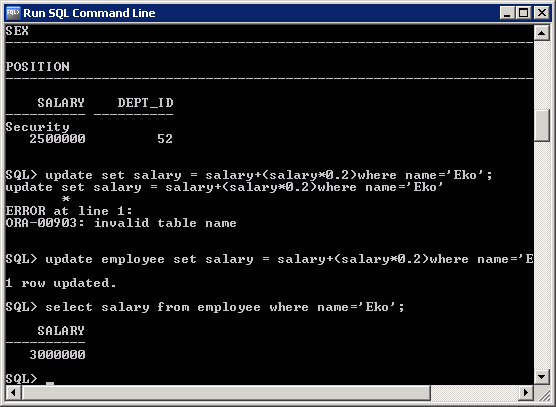 Run SQL Command Line
SEX
--------------------------------------------------------------------------------
POSITION
--------------------------------------------------------------------------------
    SALARY    DEPT_ID
---------- ----------
Security
   2500000         52
SQL> update set salary = salary+(salary*0.2)where name='Eko';
update set salary = salary+(salary*0.2)where name='Eko'
       *
ERROR at line 1:
ORA-00903: invalid table name
SQL> update employee set salary = salary+(salary*0.2)where name='E
1 row updated.
SQL> select salary from employee where name='Eko';
    SALARY
----------
   3000000
SQL> _